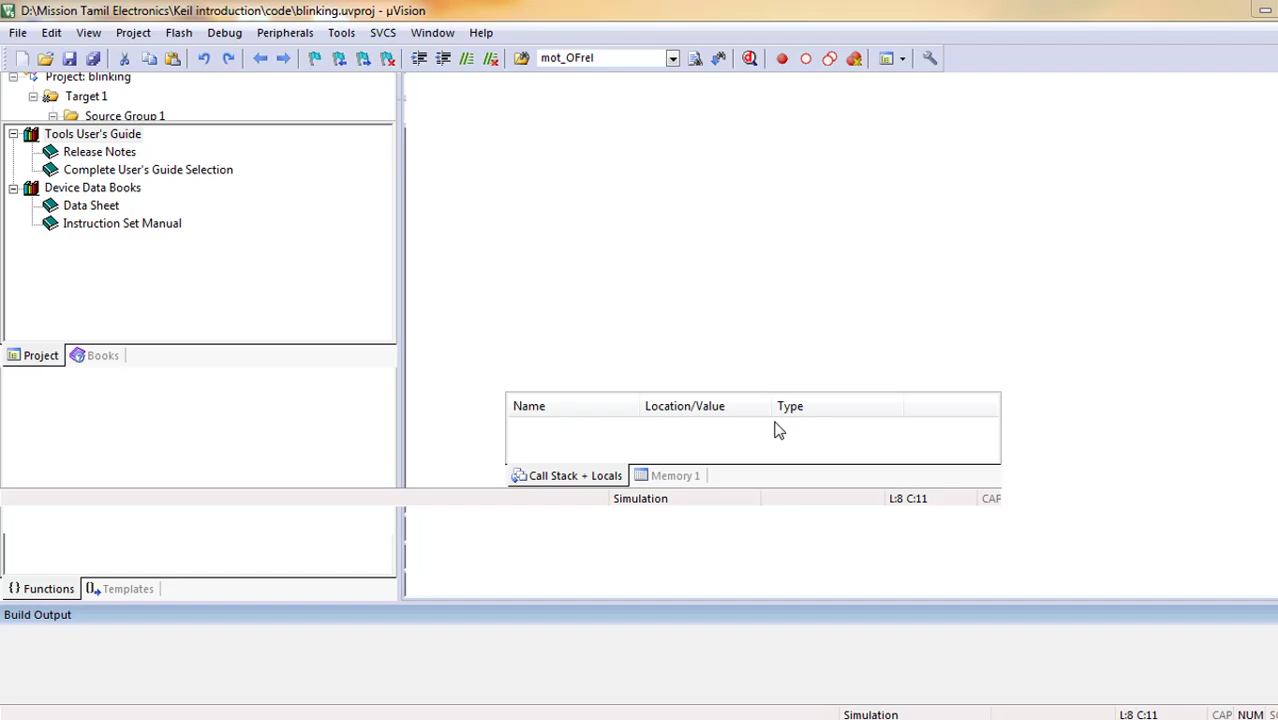 D:\Mission Tamil Electronics\Keil introduction\code\blinking.uvproj - µVision
File Edit View Project Flash Debug Peripherals Tools SVCS Window Help
mot_OFrel
Project: blinking
Target 1
Source Group 1
Tools User's Guide
Release Notes
Complete User's Guide Selection
Device Data Books
Data Sheet
Instruction Set Manual
Project Books
Name Location/Value Type
Call Stack + Locals Memory 1
Simulation L:8 C:11 CAP
{} Functions Templates
Build Output
Simulation L:8 C:11 CAP NUM